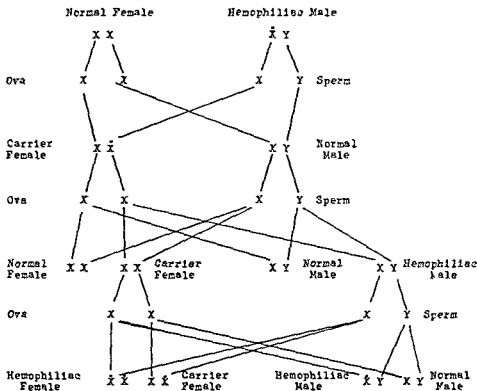 Normal Female Hemophiliac Male
X X Ẋ Y
Ova X X X Y Sperm
Carrier Female X Ẋ X Y Normal Male
Ova X X X Y Sperm
Normal Female X X X X Carrier Female X Y Normal Male X Y Hemophiliac Male
Ova X X X Y Sperm
Hemophiliac Female Ẋ Ẋ X Ẋ Carrier Female Hemophiliac Male Ẋ Y X Y Normal Male